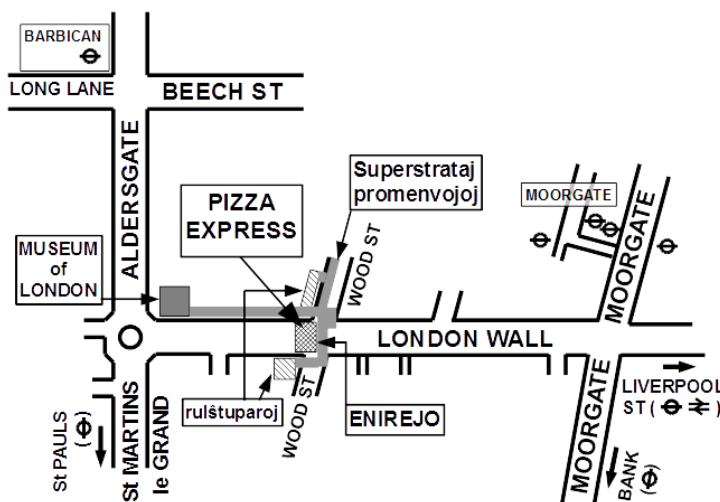 BARBICAN
LONG LANE
BEECH ST
ALDERSGATE
Superstrataj
promenvojoj
PIZZA
EXPRESS
WOOD ST
MOORGATE
MOORGATE
MUSEUM
of
LONDON
LONDON WALL
rulŝtuparoj
WOOD ST
ENIREJO
MOORGATE
LIVERPOOL
ST ( )
St PAULS
( )
St MARTINS
le GRAND
BANK
( )